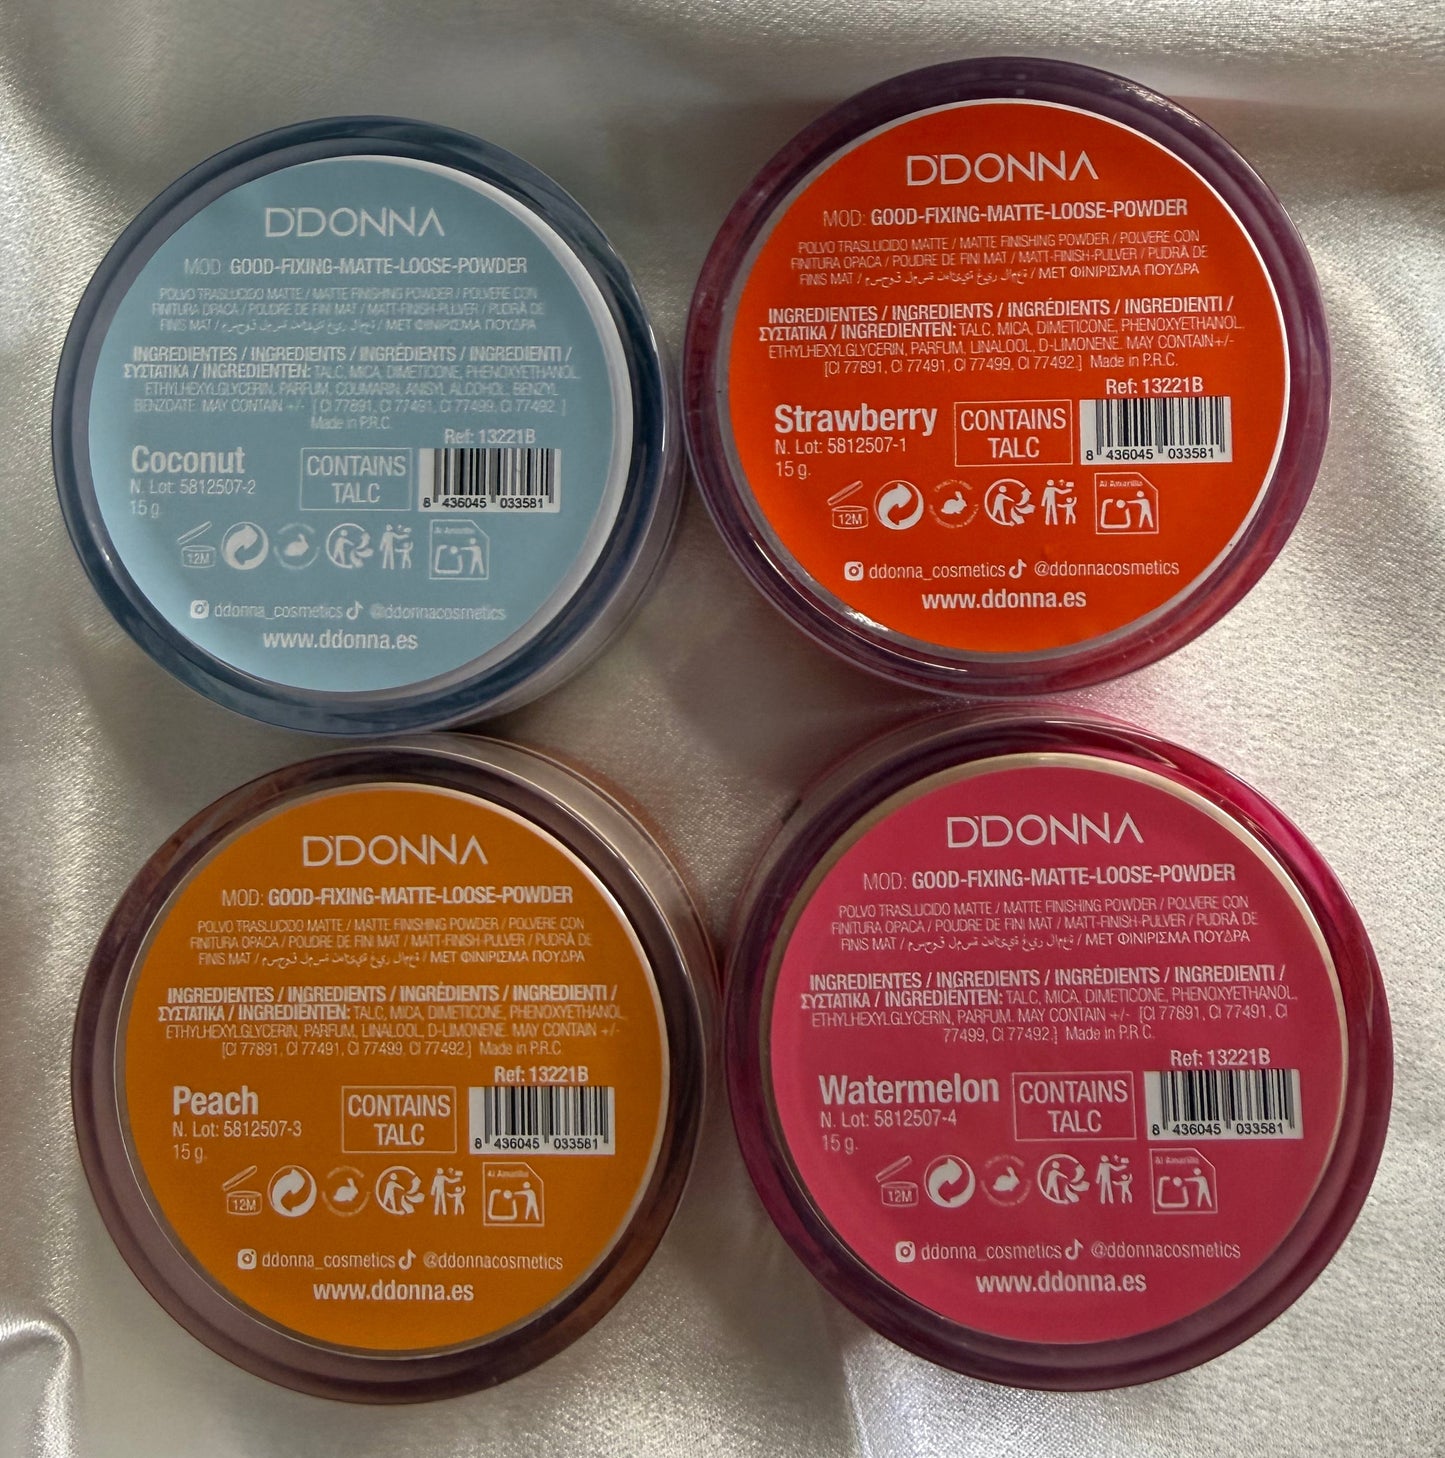 D'DONNA
MOD: GOOD-FIXING-MATTE-LOOSE-POWDER
POLVO TRASLUCIDO MATTE / MATTE FINISHING POWDER / POLVERE CON
FINITURA OPACA / POUDRE DE FINI MAT / MATT-FINISH-PULVER / PUDRĂ DE
FINIS MAT / / ΜΕΤ ΦΙΝΙΡΙΣΜΑ ΠΟΥΔΡΑ
INGREDIENTES / INGREDIENTS / INGRÉDIENTS / INGREDIENTI /
ΣΥΣΤΑΤΙΚΑ / INGREDIENTEN: TALC, MICA, DIMETICONE, PHENOXYETHANOL,
ETHYLHEXYLGLYCERIN, PARFUM, COUMARIN, ANISYL ALCOHOL, BENZYL
BENZOATE. MAY CONTAIN +/- [ CI 77891, CI 77491, CI 77499, CI 77492. ]
Made in P.R.C.
Ref: 13221B
Coconut
N. Lot: 5812507-2
15 g.
CONTAINS
TALC
8 436045 033581
12M
Al Amarillo
ddonna_cosmetics @ddonnacosmetics
www.ddonna.es
D'DONNA
MOD: GOOD-FIXING-MATTE-LOOSE-POWDER
POLVO TRASLUCIDO MATTE / MATTE FINISHING POWDER / POLVERE CON
FINITURA OPACA / POUDRE DE FINI MAT / MATT-FINISH-PULVER / PUDRĂ DE
FINIS MAT / / ΜΕΤ ΦΙΝΙΡΙΣΜΑ ΠΟΥΔΡΑ
INGREDIENTES / INGREDIENTS / INGRÉDIENTS / INGREDIENTI /
ΣΥΣΤΑΤΙΚΑ / INGREDIENTEN: TALC, MICA, DIMETICONE, PHENOXYETHANOL,
ETHYLHEXYLGLYCERIN, PARFUM, LINALOOL, D-LIMONENE. MAY CONTAIN+/-
[CI 77891, CI 77491, CI 77499, CI 77492.] Made in P.R.C.
Ref: 13221B
Strawberry
N. Lot: 5812507-1
15 g.
CONTAINS
TALC
8 436045 033581
12M
Al Amarillo
ddonna_cosmetics @ddonnacosmetics
www.ddonna.es
D'DONNA
MOD: GOOD-FIXING-MATTE-LOOSE-POWDER
POLVO TRASLUCIDO MATTE / MATTE FINISHING POWDER / POLVERE CON
FINITURA OPACA / POUDRE DE FINI MAT / MATT-FINISH-PULVER / PUDRĂ DE
FINIS MAT / / ΜΕΤ ΦΙΝΙΡΙΣΜΑ ΠΟΥΔΡΑ
INGREDIENTES / INGREDIENTS / INGRÉDIENTS / INGREDIENTI /
ΣΥΣΤΑΤΙΚΑ / INGREDIENTEN: TALC, MICA, DIMETICONE, PHENOXYETHANOL,
ETHYLHEXYLGLYCERIN, PARFUM, LINALOOL, D-LIMONENE. MAY CONTAIN +/-
[CI 77891, CI 77491, CI 77499, CI 77492.] Made in P.R.C.
Ref: 13221B
Peach
N. Lot: 5812507-3
15 g.
CONTAINS
TALC
8 436045 033581
12M
Al Amarillo
ddonna_cosmetics @ddonnacosmetics
www.ddonna.es
D'DONNA
MOD: GOOD-FIXING-MATTE-LOOSE-POWDER
POLVO TRASLUCIDO MATTE / MATTE FINISHING POWDER / POLVERE CON
FINITURA OPACA / POUDRE DE FINI MAT / MATT-FINISH-PULVER / PUDRĂ DE
FINIS MAT / / ΜΕΤ ΦΙΝΙΡΙΣΜΑ ΠΟΥΔΡΑ
INGREDIENTES / INGREDIENTS / INGRÉDIENTS / INGREDIENTI /
ΣΥΣΤΑΤΙΚΑ / INGREDIENTEN: TALC, MICA, DIMETICONE, PHENOXYETHANOL,
ETHYLHEXYLGLYCERIN, PARFUM. MAY CONTAIN +/- [CI 77891, CI 77491, CI
77499, CI 77492.] Made in P.R.C.
Ref: 13221B
Watermelon
N. Lot: 5812507-4
15 g.
CONTAINS
TALC
8 436045 033581
12M
Al Amarillo
ddonna_cosmetics @ddonnacosmetics
www.ddonna.es